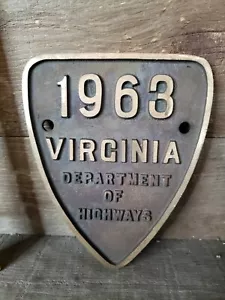 1963
VIRGINIA
DEPARTMENT
OF
HIGHWAYS